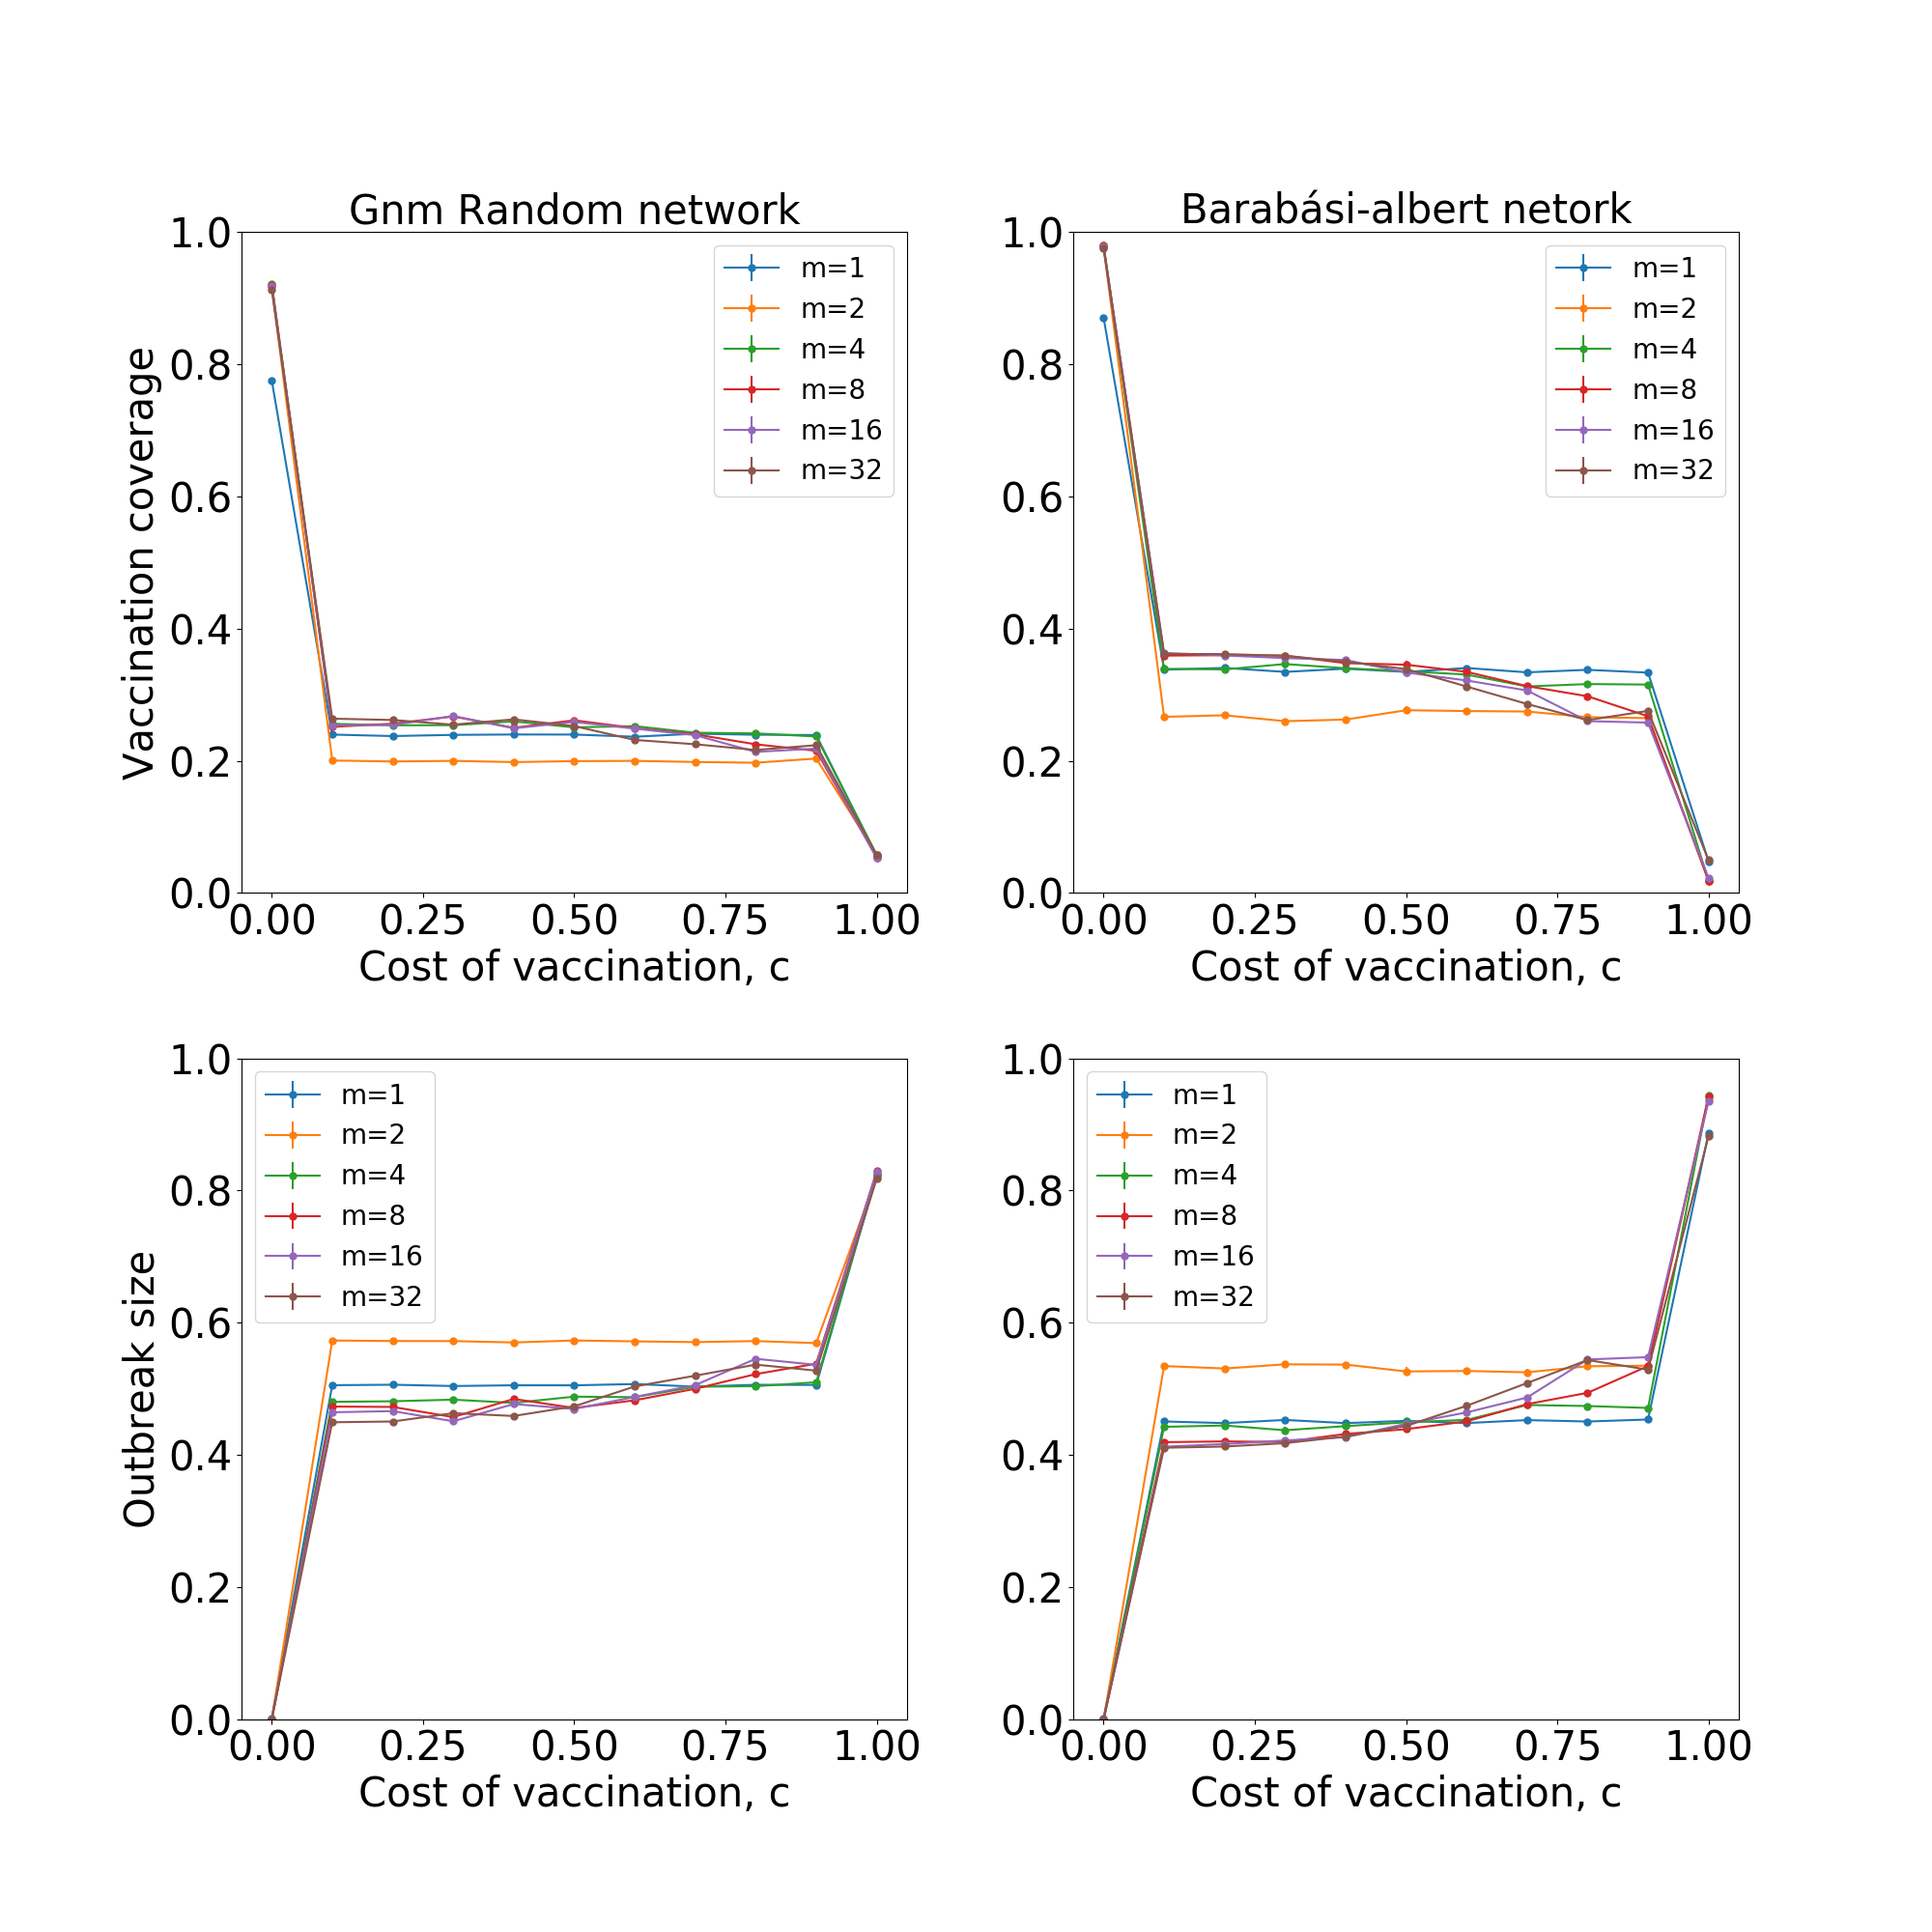 Gnm Random network
Vaccination coverage
1.0
0.8
0.6
0.4
0.2
0.0
m=1
m=2
m=4
m=8
m=16
m=32
0.00 0.25 0.50 0.75 1.00
Cost of vaccination, c
Barabási-albert netork
1.0
0.8
0.6
0.4
0.2
0.0
m=1
m=2
m=4
m=8
m=16
m=32
0.00 0.25 0.50 0.75 1.00
Cost of vaccination, c
Outbreak size
1.0
0.8
0.6
0.4
0.2
0.0
m=1
m=2
m=4
m=8
m=16
m=32
0.00 0.25 0.50 0.75 1.00
Cost of vaccination, c
1.0
0.8
0.6
0.4
0.2
0.0
m=1
m=2
m=4
m=8
m=16
m=32
0.00 0.25 0.50 0.75 1.00
Cost of vaccination, c